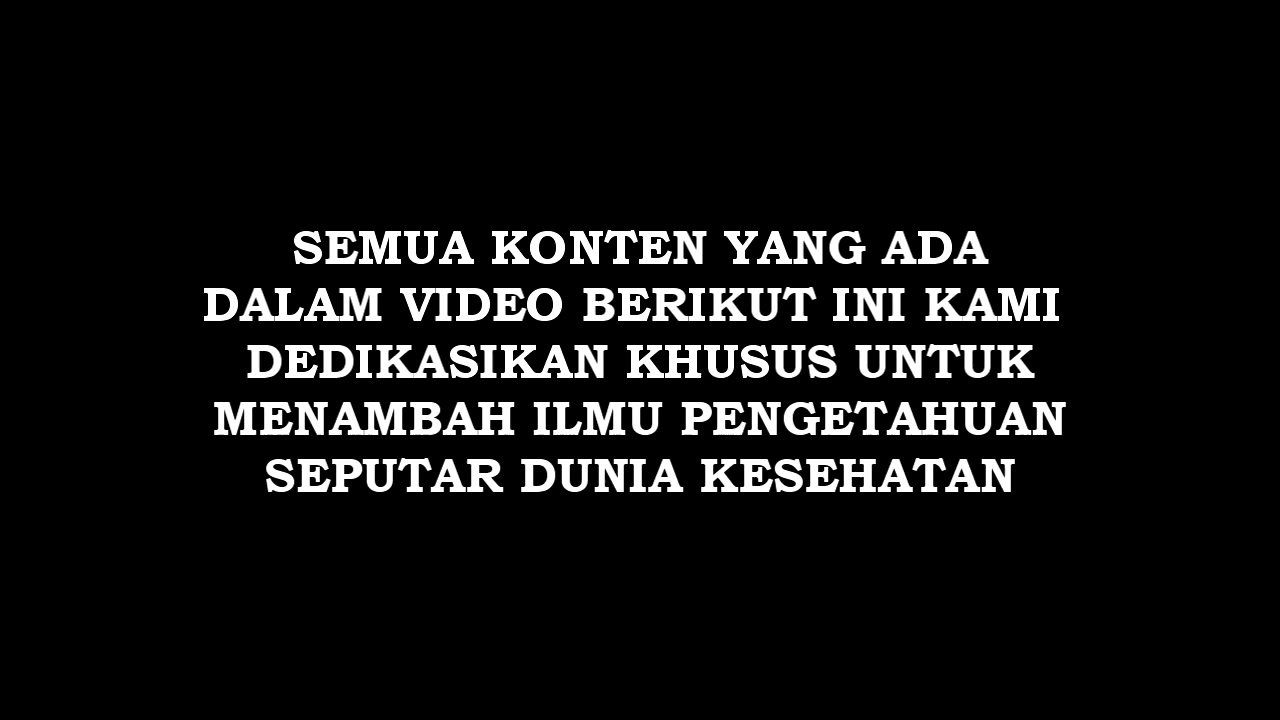 SEMUA KONTEN YANG ADA
DALAM VIDEO BERIKUT INI KAMI
DEDIKASIKAN KHUSUS UNTUK
MENAMBAH ILMU PENGETAHUAN
SEPUTAR DUNIA KESEHATAN